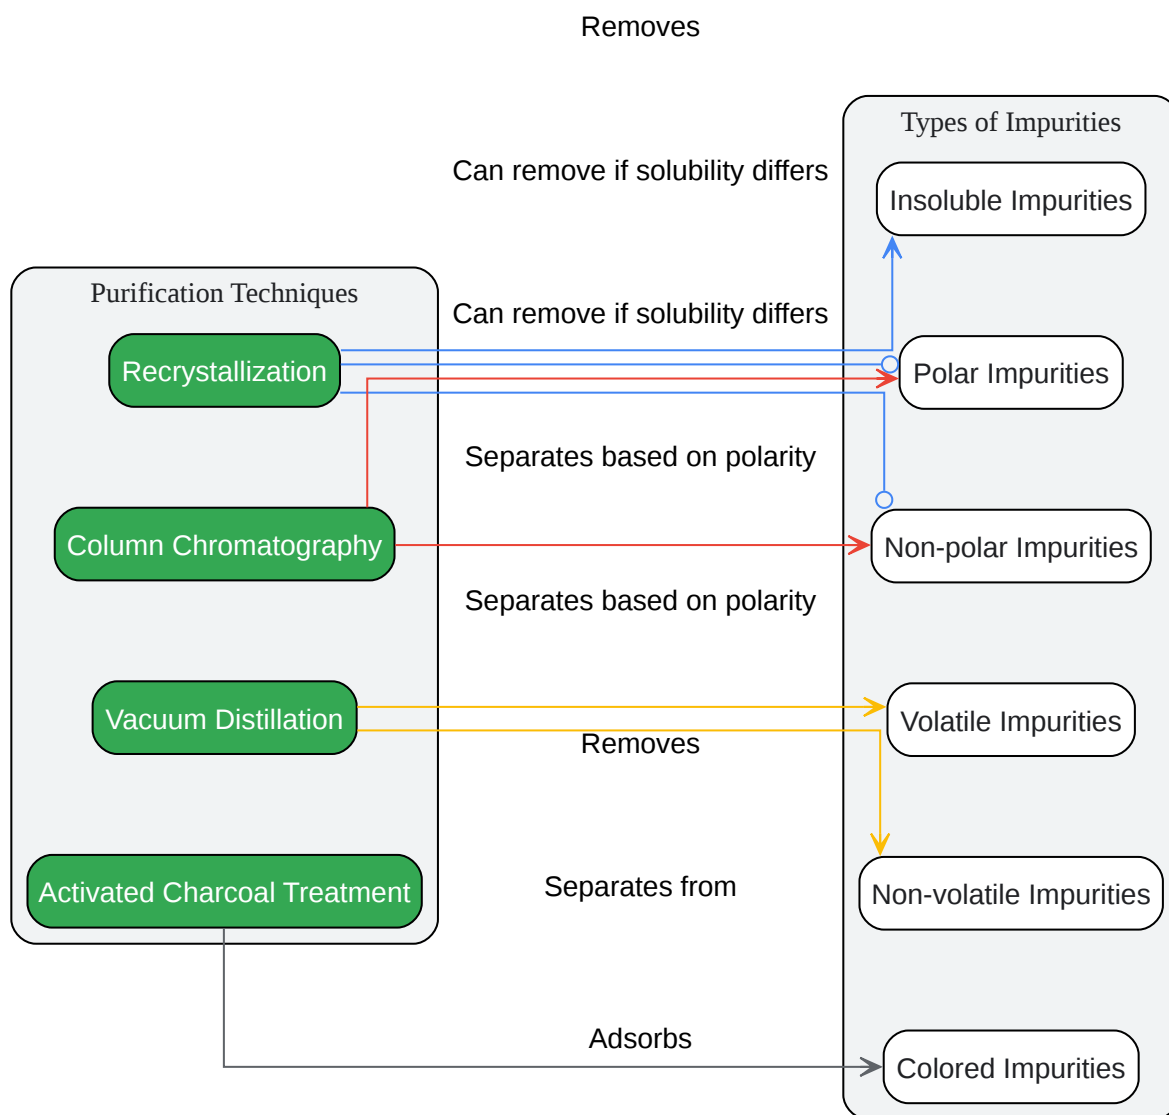 Removes
Types of Impurities
Can remove if solubility differs
Insoluble Impurities
Purification Techniques
Can remove if solubility differs
Recrystallization
Polar Impurities
Separates based on polarity
Column Chromatography
Non-polar Impurities
Separates based on polarity
Vacuum Distillation
Volatile Impurities
Removes
Activated Charcoal Treatment
Separates from
Non-volatile Impurities
Adsorbs
Colored Impurities